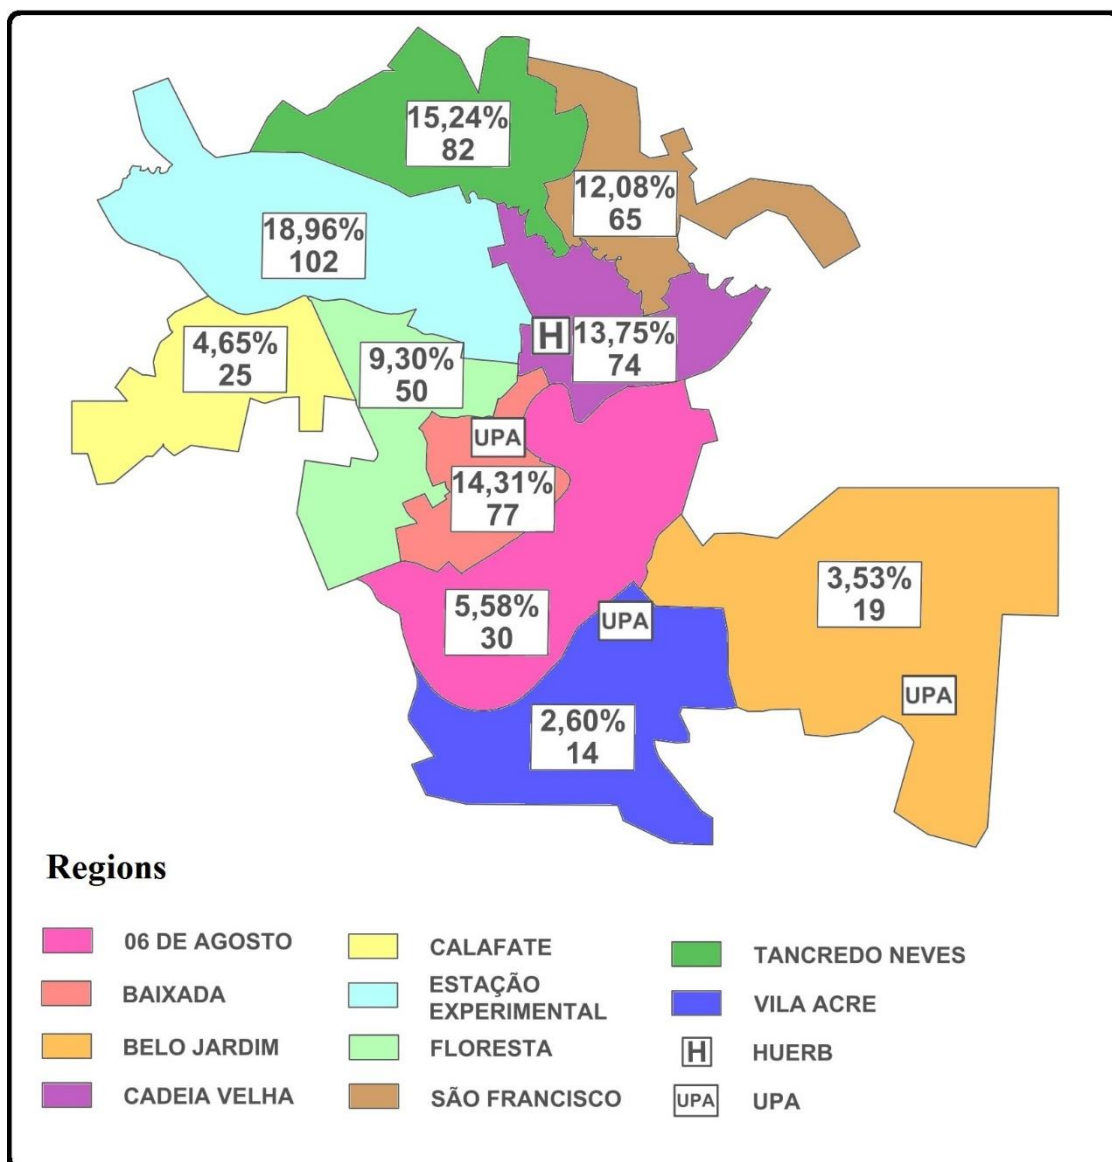 15,24%
82
12,08%
65
18,96%
102
H
13,75%
74
4,65%
25
9,30%
50
UPA
14,31%
77
3,53%
19
5,58%
30
UPA
UPA
2,60%
14
Regions
06 DE AGOSTO
BAIXADA
BELO JARDIM
CADEIA VELHA
CALAFATE
ESTAÇÃO
EXPERIMENTAL
FLORESTA
SÃO FRANCISCO
TANCREDO NEVES
VILA ACRE
H HUERB
UPA UPA